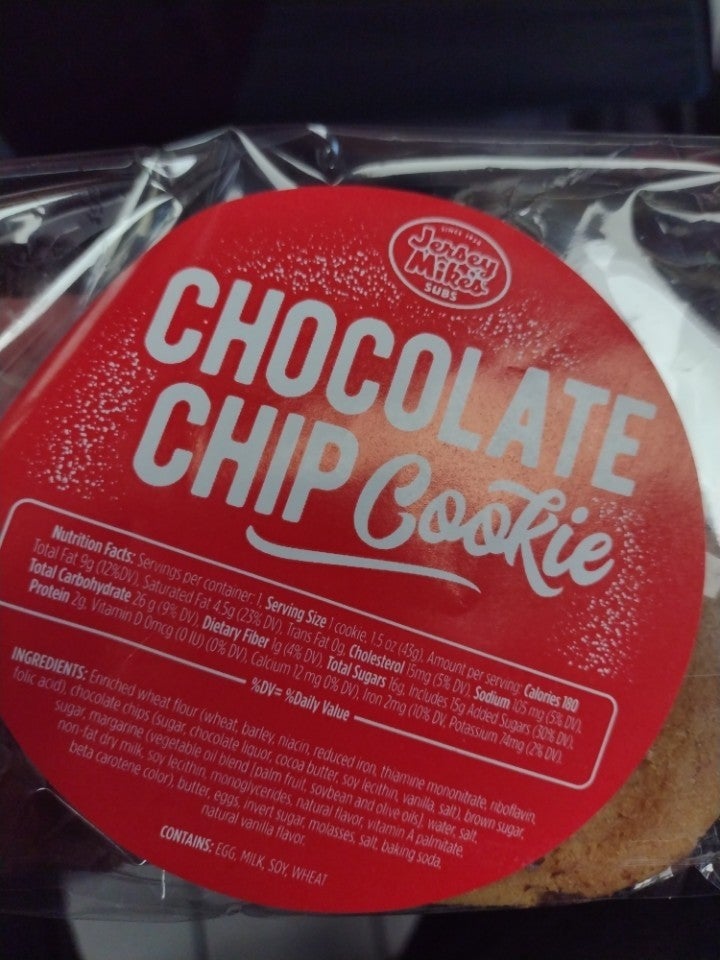 SINCE 1956
Jersey
Mike's
SUBS
CHOCOLATE
CHIP Cookie
Nutrition Facts: Servings per container: 1, Serving Size 1 cookie, 1.5 oz (43g), Amount per serving: Calories 180
Total Fat 9g (12%DV), Saturated Fat 4.5g (23% DV), Trans Fat 0g, Cholesterol 15mg (5% DV), Sodium 105 mg (5% DV),
Total Carbohydrate 26 g (9% DV), Dietary Fiber 1g (4% DV), Total Sugars 16g, Includes 15g Added Sugars (30% DV),
Protein 2g, Vitamin D 0mcg (0 IU) (0% DV), Calcium 12 mg 0% DV), Iron 2mg (10% DV, Potassium 74mg (2% DV).
%DV= %Daily Value
INGREDIENTS: Enriched wheat flour (wheat, barley, niacin, reduced iron, thiamine mononitrate, riboflavin,
folic acid), chocolate chips (sugar, chocolate liquor, cocoa butter, soy lecithin, vanilla, salt), brown sugar,
sugar, margarine (vegetable oil blend [palm fruit, soybean and olive oils], water, salt,
non-fat dry milk, soy lecithin, monoglycerides, natural flavor, vitamin A palmitate,
beta carotene color), butter, eggs, invert sugar, molasses, salt, baking soda,
natural vanilla flavor.
CONTAINS: EGG, MILK, SOY, WHEAT